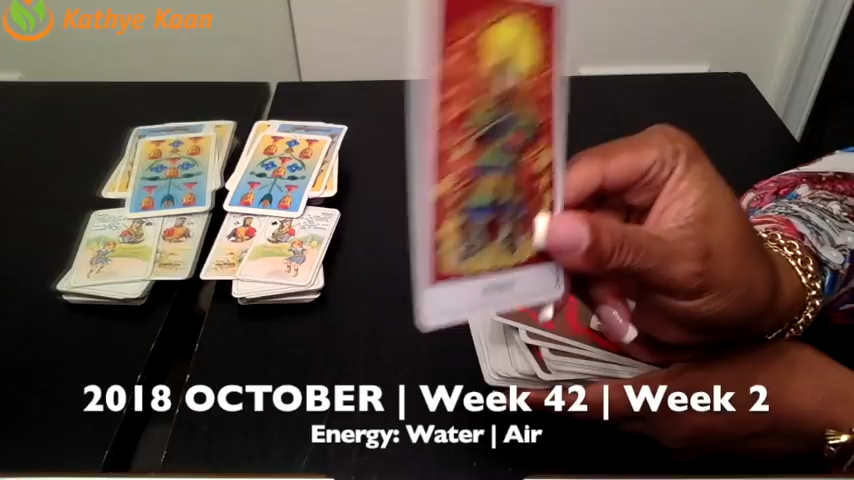 Kathye Kaan
2018 OCTOBER | Week 42 | Week 2
Energy: Water | Air